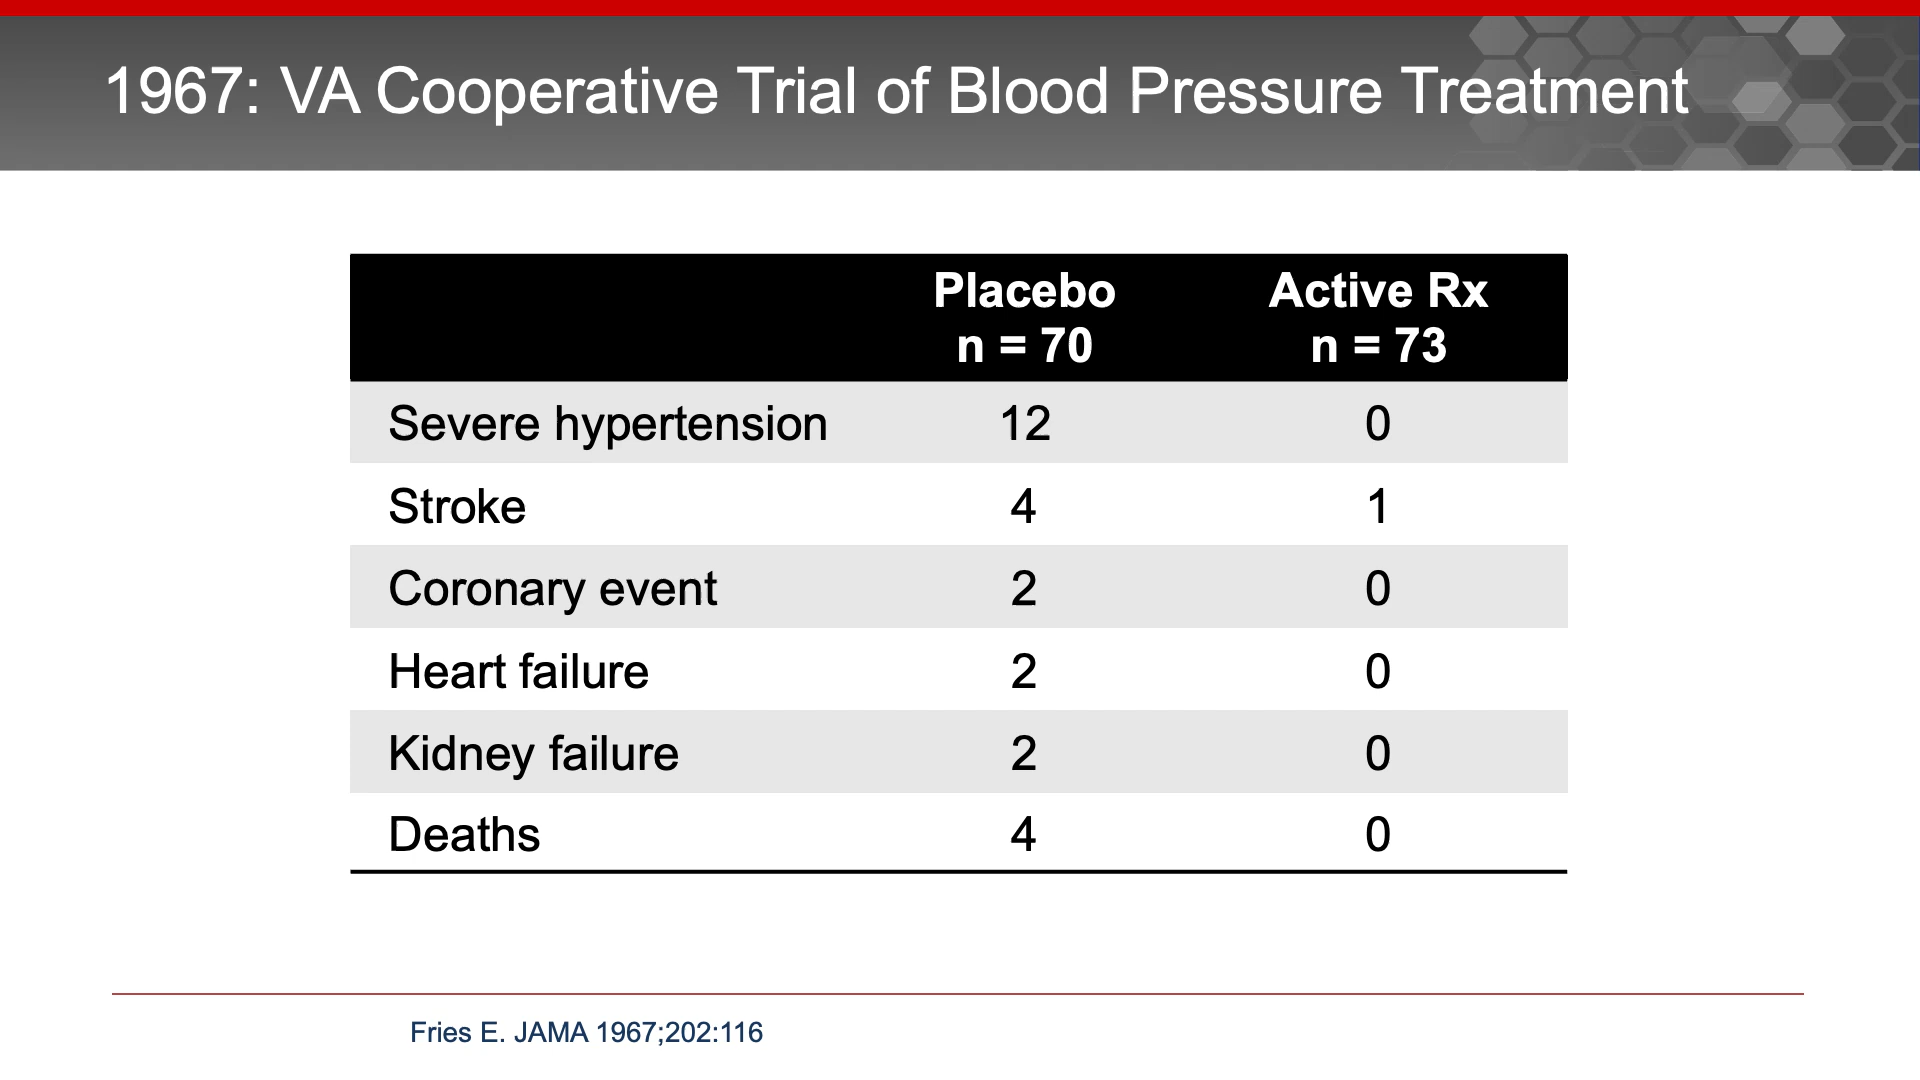 1967: VA Cooperative Trial of Blood Pressure Treatment
Placebo Active Rx
n = 70 n = 73
Severe hypertension 12 0
Stroke 4 1
Coronary event 2 0
Heart failure 2 0
Kidney failure 2 0
Deaths 4 0
Fries E. JAMA 1967;202:116